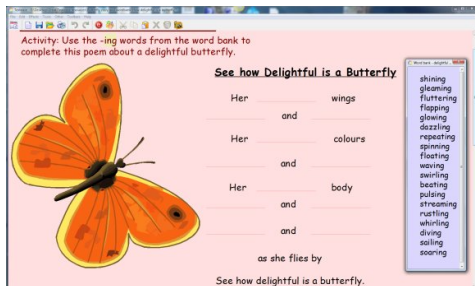 Activity: Use the -ing words from the word bank to
complete this poem about a delightful butterfly.
See how Delightful is a Butterfly
Her wings
and
Her colours
and
Her body
and
and
as she flies by
See how delightful is a butterfly.
shining
gleaming
fluttering
flapping
glowing
dazzling
repeating
spinning
floating
waving
swirling
beating
pulsing
streaming
rustling
whirling
diving
sailing
soaring